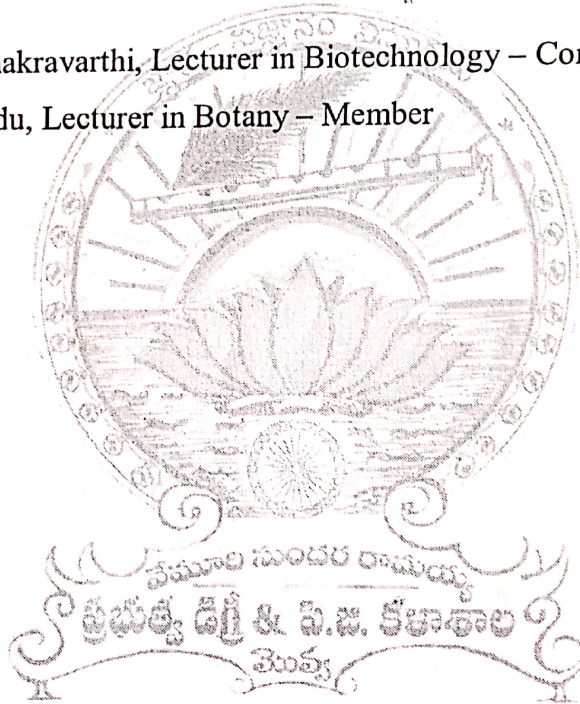 విజ్ఞానం
akravarthi, Lecturer in Biotechnology – Co
du, Lecturer in Botany – Member
వేమూరి సుందర రామయ్య
ప్రభుత్వ డిగ్రీ & పి.జి. కళాశాల
మొవ్వ